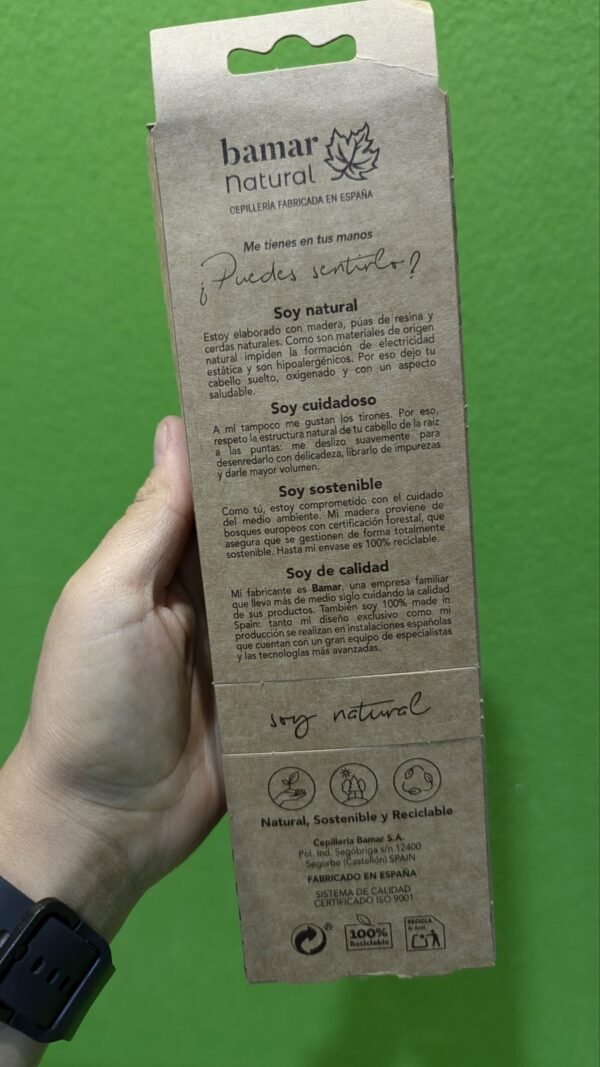 bamar
Natural
CEPILLERÍA FABRICADA EN ESPAÑA
Me tienes en tus manos
¿Puedes sentirlo?
Soy natural
Estoy elaborado con madera, púas de resina y
cerdas naturales. Como son materiales de origen
natural impiden la formación de electricidad
estática y son hipoalergénicos. Por eso dejo tu
cabello suelto, oxigenado y con un aspecto
saludable.
Soy cuidadoso
A mí tampoco me gustan los tirones. Por eso,
respeto la estructura natural de tu cabello de la raíz
a las puntas: me deslizo suavemente para
desenredarlo con delicadeza, librarlo de impurezas
y darle mayor volumen.
Soy sostenible
Como tú, estoy comprometido con el cuidado
del medio ambiente. Mi madera proviene de
bosques europeos con certificación forestal, que
asegura que se gestionen de forma totalmente
sostenible. Hasta mi envase es 100% reciclable.
Soy de calidad
Mi fabricante es Bamar, una empresa familiar
que lleva más de medio siglo cuidando la calidad
de sus productos. También soy 100% made in
Spain: tanto mi diseño exclusivo como mi
producción se realizan en instalaciones españolas
que cuentan con un gran equipo de especialistas
y las tecnologías más avanzadas.
soy natural
Natural, Sostenible y Reciclable
Cepillería Bamar S.A.
Pol. Ind. Segóbriga s/n 12400
Segorbe (Castellón) SPAIN
FABRICADO EN ESPAÑA
SISTEMA DE CALIDAD
CERTIFICADO ISO 9001
®
100%
Reciclable
RECICLA
Al Azul